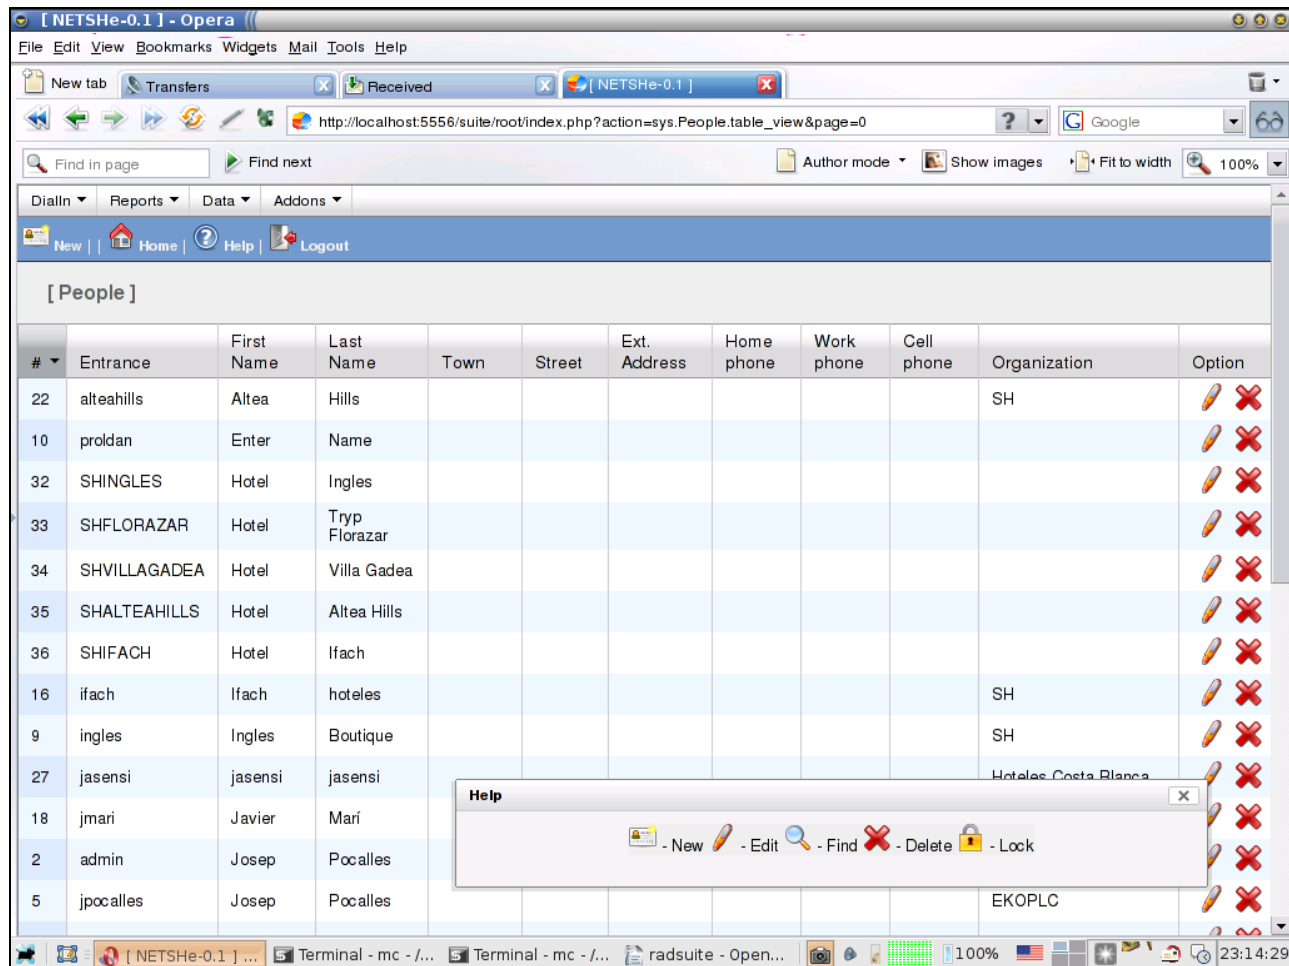 [ NETSHe-0.1 ] - Opera
File Edit View Bookmarks Widgets Mail Tools Help
New tab Transfers Received [ NETSHe-0.1 ]
http://localhost:5556/suite/root/index.php?action=sys.People.table_view&page=0 ? G Google
Find in page Find next Author mode Show images Fit to width 100%
DialIn Reports Data Addons
New | | Home | Help | Logout
[ People ]
# Entrance First Name Last Name Town Street Ext. Address Home phone Work phone Cell phone Organization Option
22 alteahills Altea Hills SH
10 proldan Enter Name
32 SHINGLES Hotel Ingles
33 SHFLORAZAR Hotel Tryp Florazar
34 SHVILLAGADEA Hotel Villa Gadea
35 SHALTEAHILLS Hotel Altea Hills
36 SHIFACH Hotel Ifach
16 ifach Ifach hoteles SH
9 ingles Ingles Boutique SH
27 jasensi jasensi jasensi Hoteles Costa Blanca
18 jmari Javier Marí
2 admin Josep Pocalles
5 jpocalles Josep Pocalles EKOPLC
Help
- New - Edit - Find - Delete - Lock
[ NETSHe-0.1 ] ... Terminal - mc - /... Terminal - mc - /... radsuite - Open... 100% 23:14:29